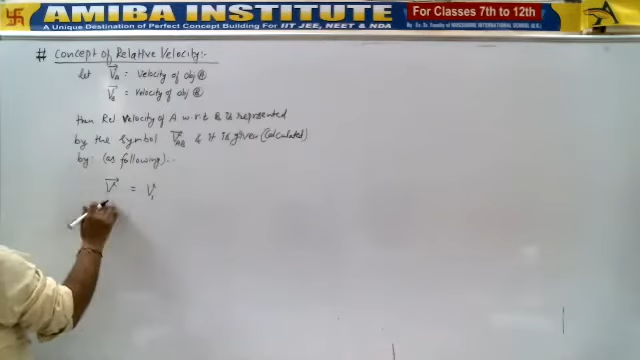 AMIBA INSTITUTE
A Unique Destination of Perfect Concept Building For IIT JEE, NEET & NDA
For Classes 7th to 12th
# Concept of Relative Velocity:-
let V⃗A = Velocity of obj Ⓐ
V⃗B = Velocity of obj Ⓑ
then Rel. Velocity of A w.r.t B is represented
by the symbol V⃗AB & it is given (calculated)
by: (as following)...
V⃗ = V⃗